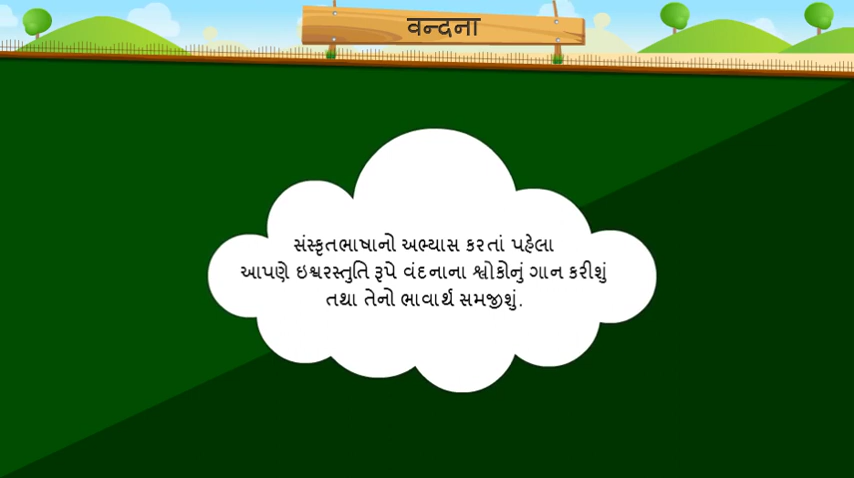 वन्दना
સંસ્કૃતભાષાનો અભ્યાસ કરતાં પહેલા
આપણે ઇશ્વરસ્તુતિ રૂપે વંદનાના શ્લોકોનું ગાન કરીશું
તથા તેનો ભાવાર્થ સમજીશું.